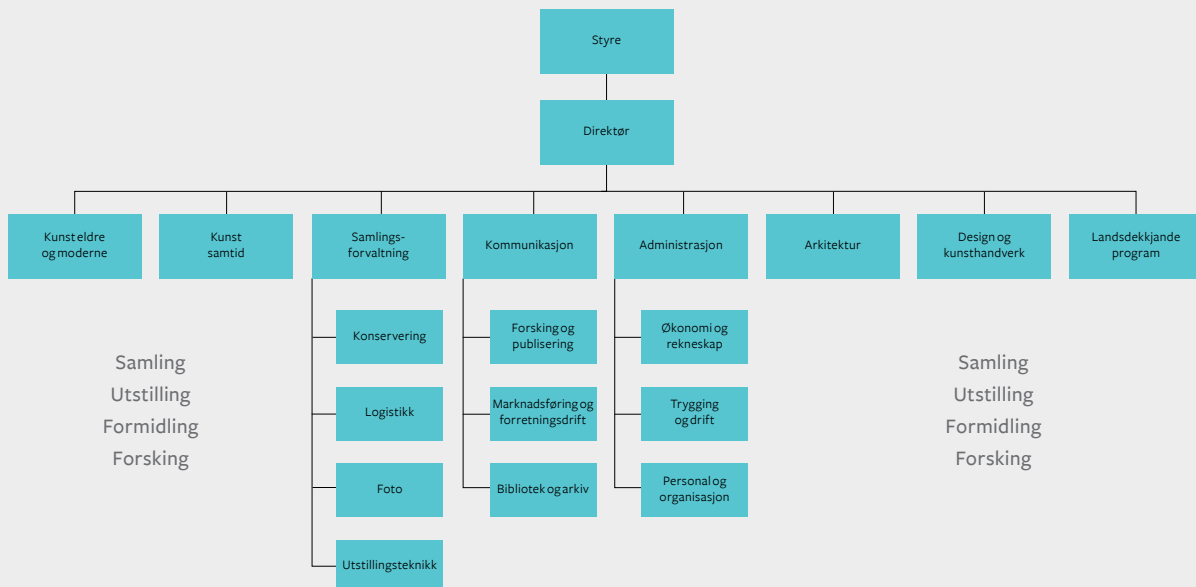 Styre
Direktør
Kunst eldre
og moderne
Kunst
samtid
Samlings-
forvaltning
Kommunikasjon
Administrasjon
Arkitektur
Design og
kunsthandverk
Landsdekkjande
program
Samling
Utstilling
Formidling
Forsking
Konservering
Logistikk
Foto
Utstillingsteknikk
Forsking og
publisering
Marknadsføring og
forretningsdrift
Bibliotek og arkiv
Økonomi og
rekneskap
Trygging
og drift
Personal og
organisasjon
Samling
Utstilling
Formidling
Forsking